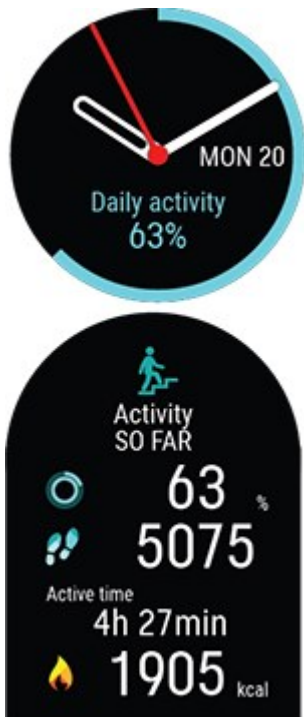 MON 20
Daily activity
63%
Activity
SO FAR
63 %
5075
Active time
4h 27min
1905 kcal